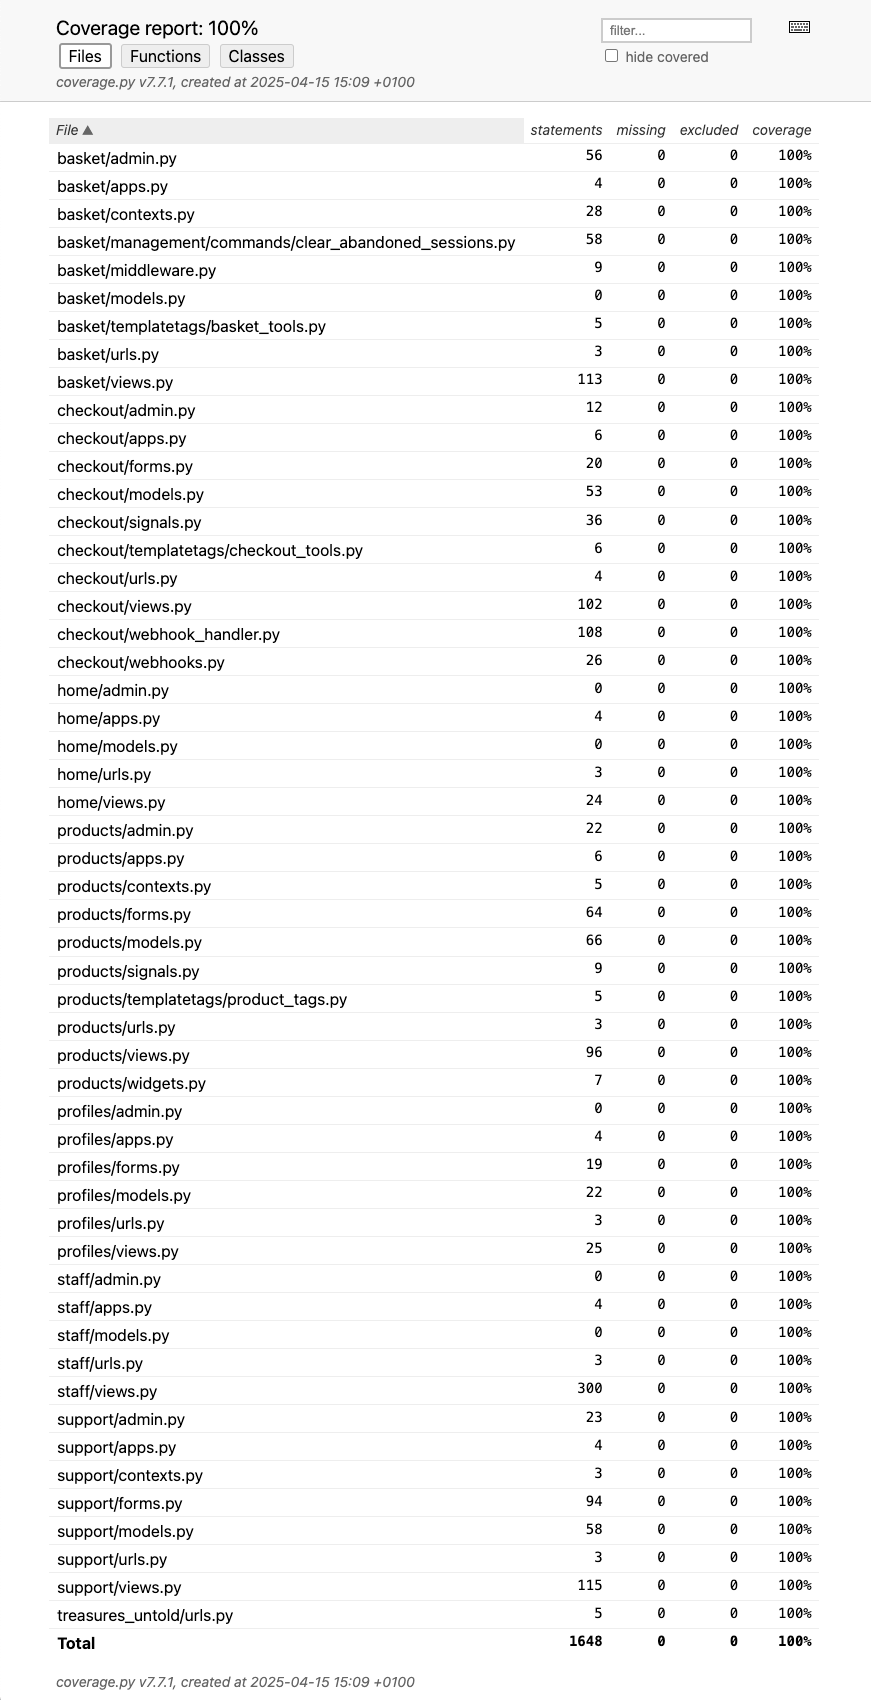 Coverage report: 100%
filter...
hide covered
Files Functions Classes
coverage.py v7.7.1, created at 2025-04-15 15:09 +0100
File ▲ statements missing excluded coverage
basket/admin.py 56 0 0 100%
basket/apps.py 4 0 0 100%
basket/contexts.py 28 0 0 100%
basket/management/commands/clear_abandoned_sessions.py 58 0 0 100%
basket/middleware.py 9 0 0 100%
basket/models.py 0 0 0 100%
basket/templatetags/basket_tools.py 5 0 0 100%
basket/urls.py 3 0 0 100%
basket/views.py 113 0 0 100%
checkout/admin.py 12 0 0 100%
checkout/apps.py 6 0 0 100%
checkout/forms.py 20 0 0 100%
checkout/models.py 53 0 0 100%
checkout/signals.py 36 0 0 100%
checkout/templatetags/checkout_tools.py 6 0 0 100%
checkout/urls.py 4 0 0 100%
checkout/views.py 102 0 0 100%
checkout/webhook_handler.py 108 0 0 100%
checkout/webhooks.py 26 0 0 100%
home/admin.py 0 0 0 100%
home/apps.py 4 0 0 100%
home/models.py 0 0 0 100%
home/urls.py 3 0 0 100%
home/views.py 24 0 0 100%
products/admin.py 22 0 0 100%
products/apps.py 6 0 0 100%
products/contexts.py 5 0 0 100%
products/forms.py 64 0 0 100%
products/models.py 66 0 0 100%
products/signals.py 9 0 0 100%
products/templatetags/product_tags.py 5 0 0 100%
products/urls.py 3 0 0 100%
products/views.py 96 0 0 100%
products/widgets.py 7 0 0 100%
profiles/admin.py 0 0 0 100%
profiles/apps.py 4 0 0 100%
profiles/forms.py 19 0 0 100%
profiles/models.py 22 0 0 100%
profiles/urls.py 3 0 0 100%
profiles/views.py 25 0 0 100%
staff/admin.py 0 0 0 100%
staff/apps.py 4 0 0 100%
staff/models.py 0 0 0 100%
staff/urls.py 3 0 0 100%
staff/views.py 300 0 0 100%
support/admin.py 23 0 0 100%
support/apps.py 4 0 0 100%
support/contexts.py 3 0 0 100%
support/forms.py 94 0 0 100%
support/models.py 58 0 0 100%
support/urls.py 3 0 0 100%
support/views.py 115 0 0 100%
treasures_untold/urls.py 5 0 0 100%
Total 1648 0 0 100%
coverage.py v7.7.1, created at 2025-04-15 15:09 +0100